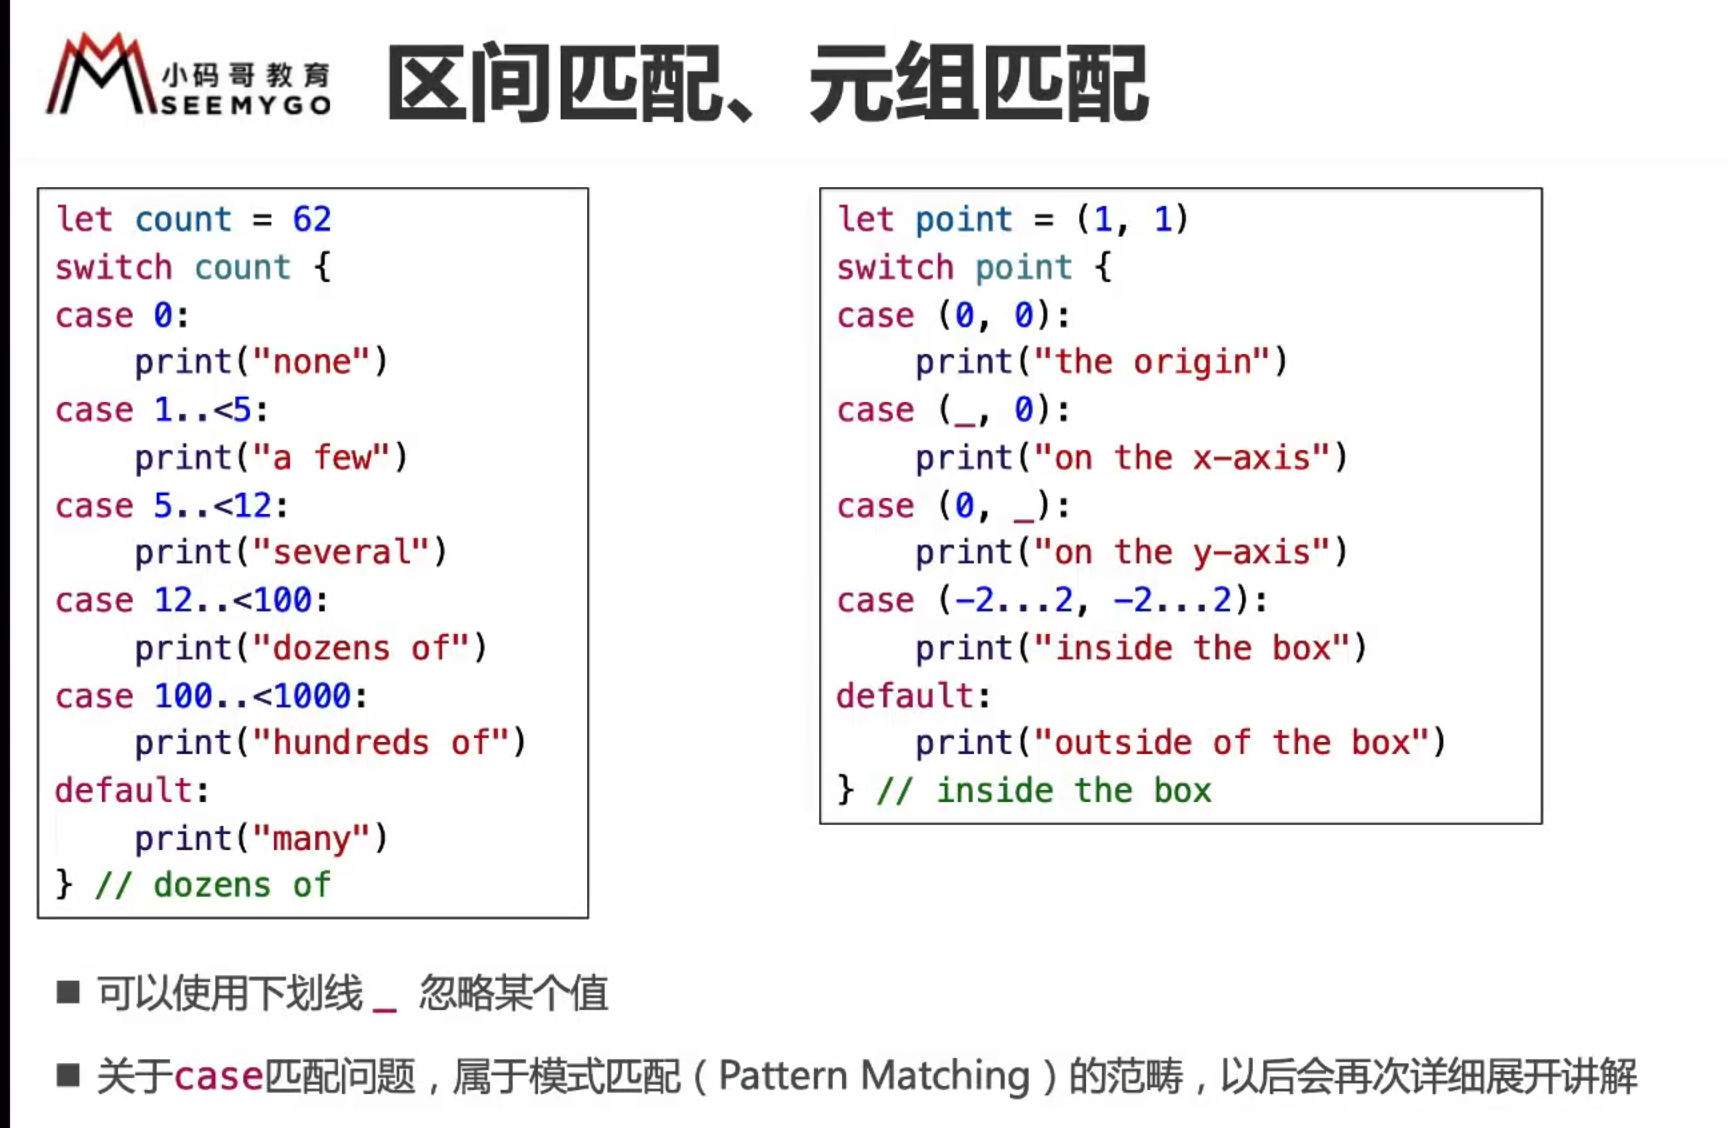 小码哥教育
SEEMYGO
区间匹配、元组匹配
let count = 62
switch count {
case 0:
    print("none")
case 1..<5:
    print("a few")
case 5..<12:
    print("several")
case 12..<100:
    print("dozens of")
case 100..<1000:
    print("hundreds of")
default:
    print("many")
} // dozens of
let point = (1, 1)
switch point {
case (0, 0):
    print("the origin")
case (_, 0):
    print("on the x-axis")
case (0, _):
    print("on the y-axis")
case (-2...2, -2...2):
    print("inside the box")
default:
    print("outside of the box")
} // inside the box
■ 可以使用下划线 _ 忽略某个值
■ 关于case匹配问题，属于模式匹配（Pattern Matching）的范畴，以后会再次详细展开讲解